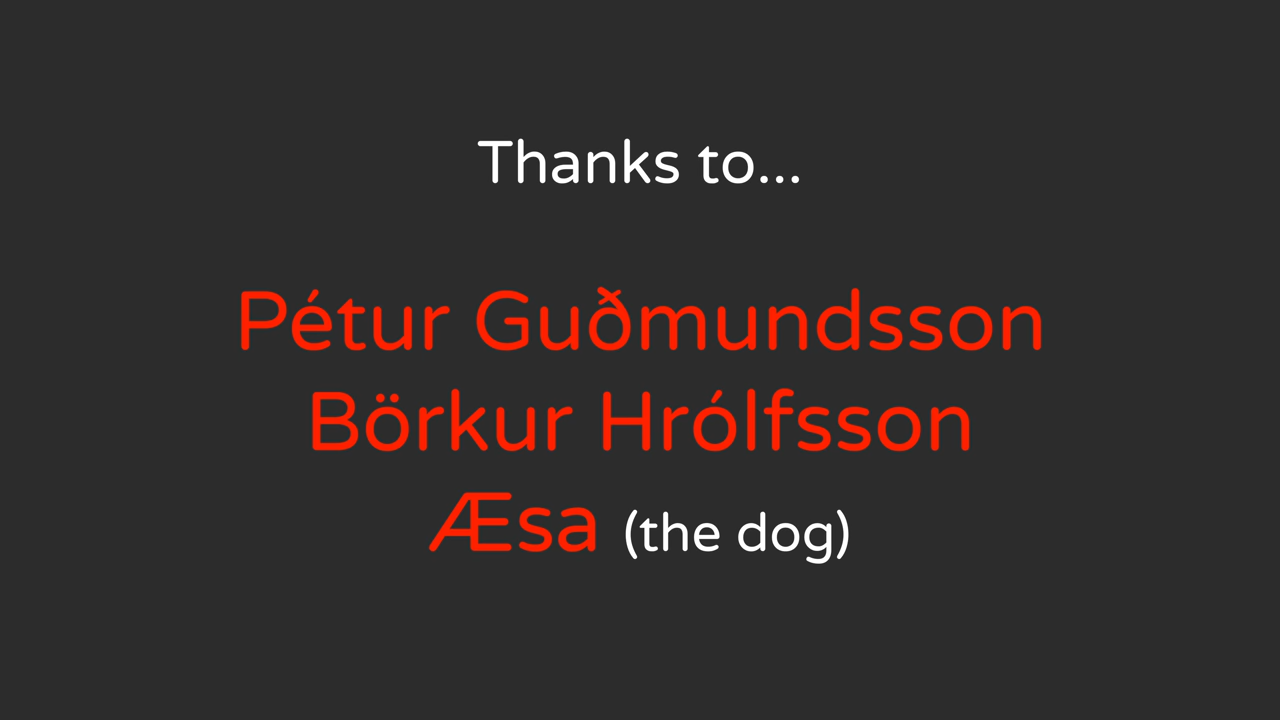 Thanks to...
Pétur Guðmundsson
Börkur Hrólfsson
Æsa (the dog)